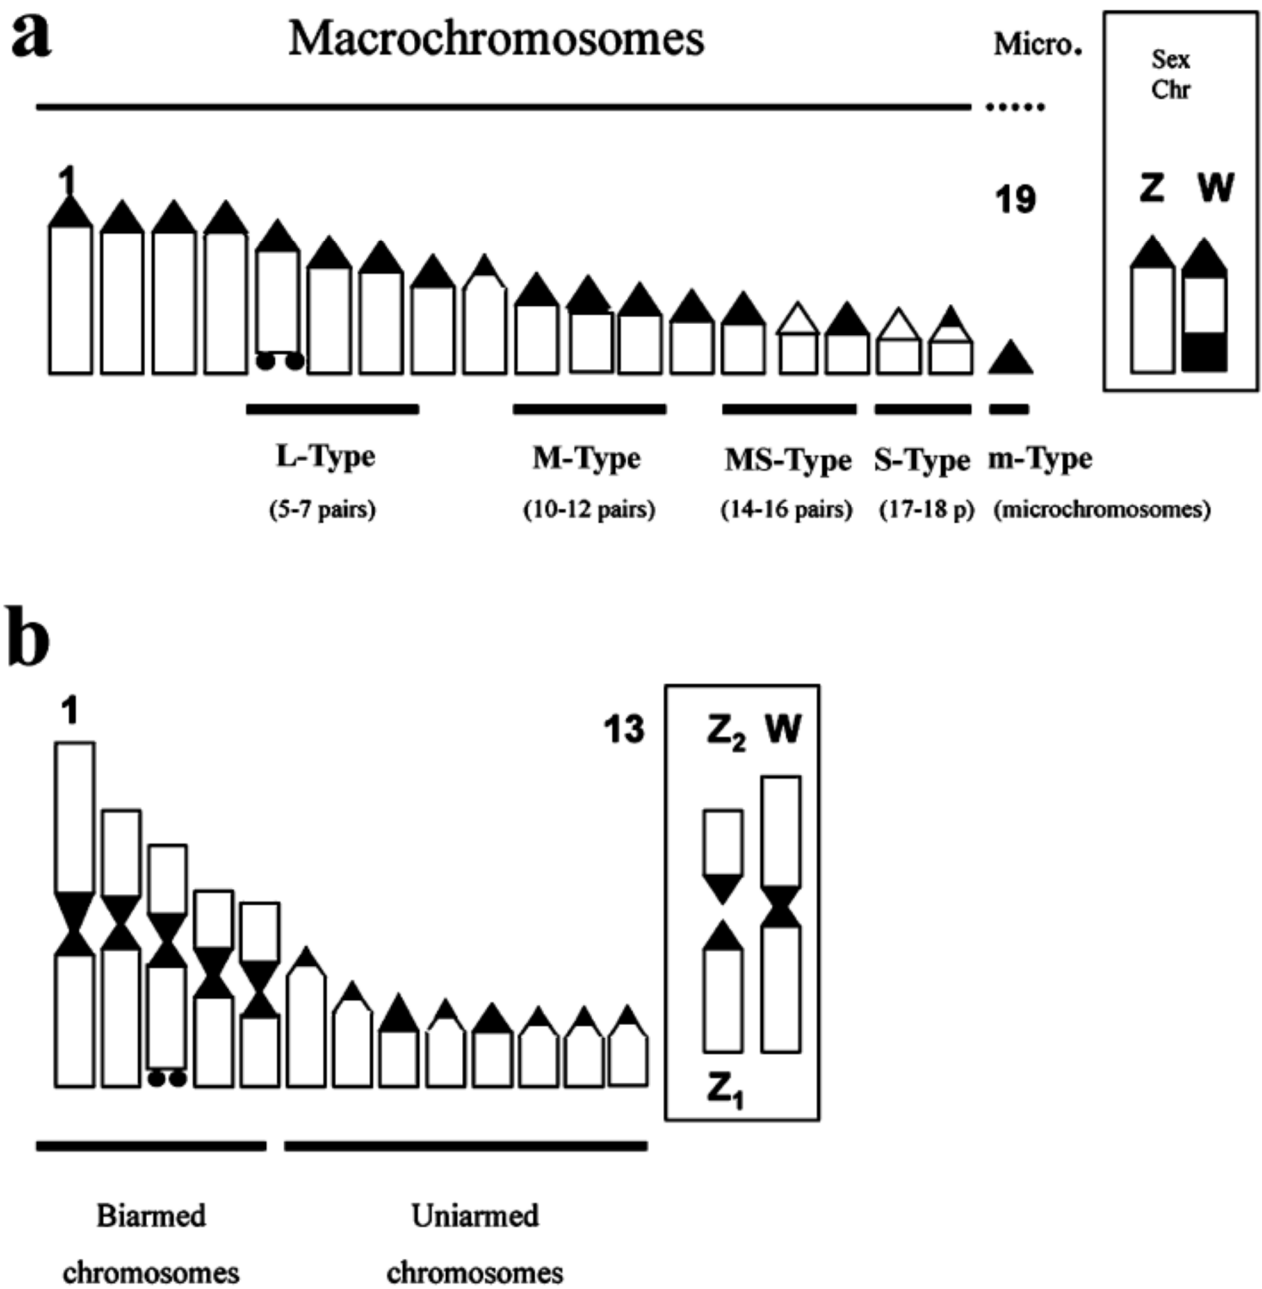 a
Macrochromosomes
Micro.
Sex
Chr
1
19
Z W
L-Type
M-Type
MS-Type
S-Type
m-Type
(5-7 pairs)
(10-12 pairs)
(14-16 pairs)
(17-18 p)
(microchromosomes)
b
1
13
Z₂ W
Z₁
Biarmed
chromosomes
Uniarmed
chromosomes